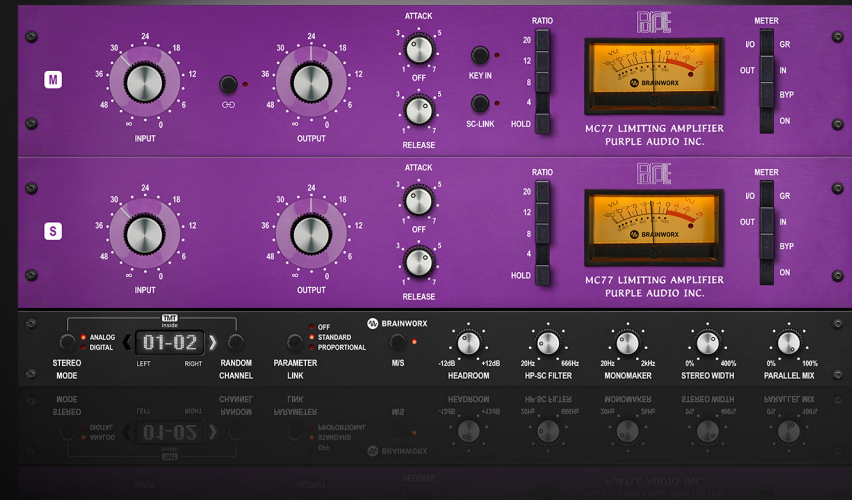 ATTACK
RATIO
METER
24
30 18
36 12
48 6
∞ 0
INPUT
24
30 18
36 12
48 6
∞ 0
OUTPUT
3 5
1 7
OFF
3 5
1 7
RELEASE
KEY IN
SC-LINK
20
12
8
4
HOLD
M
VU
BRAINWORX
MC77 LIMITING AMPLIFIER
PURPLE AUDIO INC.
I/O GR
OUT IN
BYP
ON
ATTACK
RATIO
METER
24
30 18
36 12
48 6
∞ 0
INPUT
24
30 18
36 12
48 6
∞ 0
OUTPUT
3 5
1 7
OFF
3 5
1 7
RELEASE
20
12
8
4
HOLD
S
VU
BRAINWORX
MC77 LIMITING AMPLIFIER
PURPLE AUDIO INC.
I/O GR
OUT IN
BYP
ON
TMT
inside
ANALOG
DIGITAL
01-02
LEFT RIGHT
STEREO
MODE
RANDOM
CHANNEL
OFF
STANDARD
PROPORTIONAL
PARAMETER
LINK
BRAINWORX
M/S
-12dB +12dB
HEADROOM
20Hz 666Hz
HP-SC FILTER
20Hz 2kHz
MONOMAKER
0% 400%
STEREO WIDTH
0% 100%
PARALLEL MIX